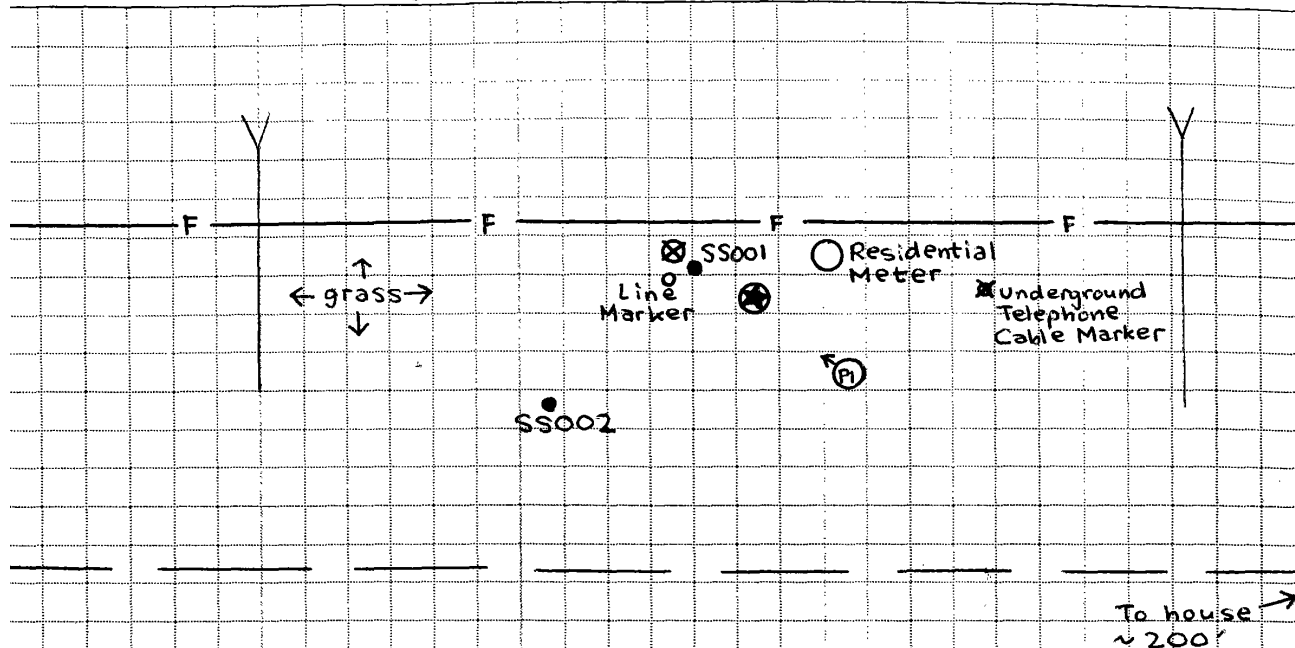 F F F F
SS001
Residential
Meter
Line
Marker
← grass →
Underground
Telephone
Cable Marker
P1
SS002
To house →
~ 200'